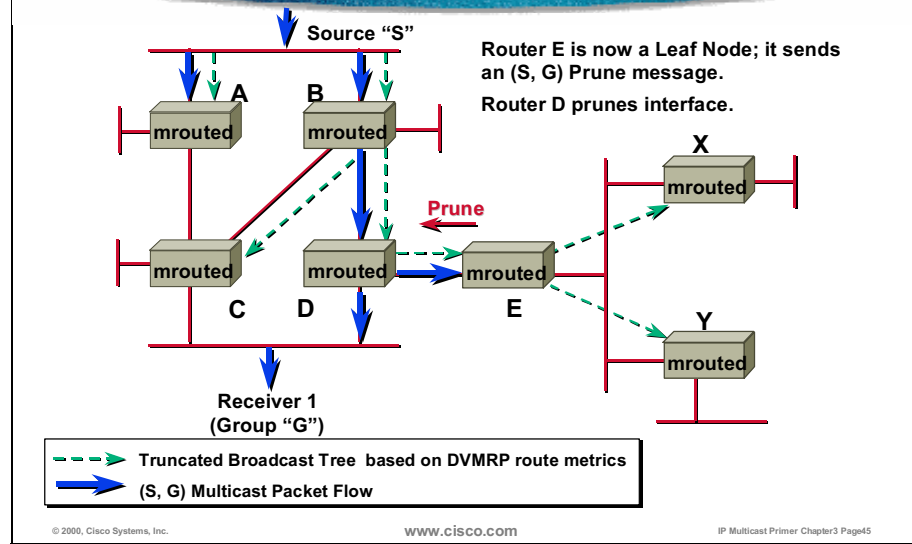 Source “S”
Router E is now a Leaf Node; it sends
an (S, G) Prune message.
Router D prunes interface.
A
B
mrouted
mrouted
X
mrouted
Prune
mrouted
mrouted
mrouted
C
D
E
Y
mrouted
Receiver 1
(Group “G”)
Truncated Broadcast Tree based on DVMRP route metrics
(S, G) Multicast Packet Flow
© 2000, Cisco Systems, Inc.
www.cisco.com
IP Multicast Primer Chapter3 Page45